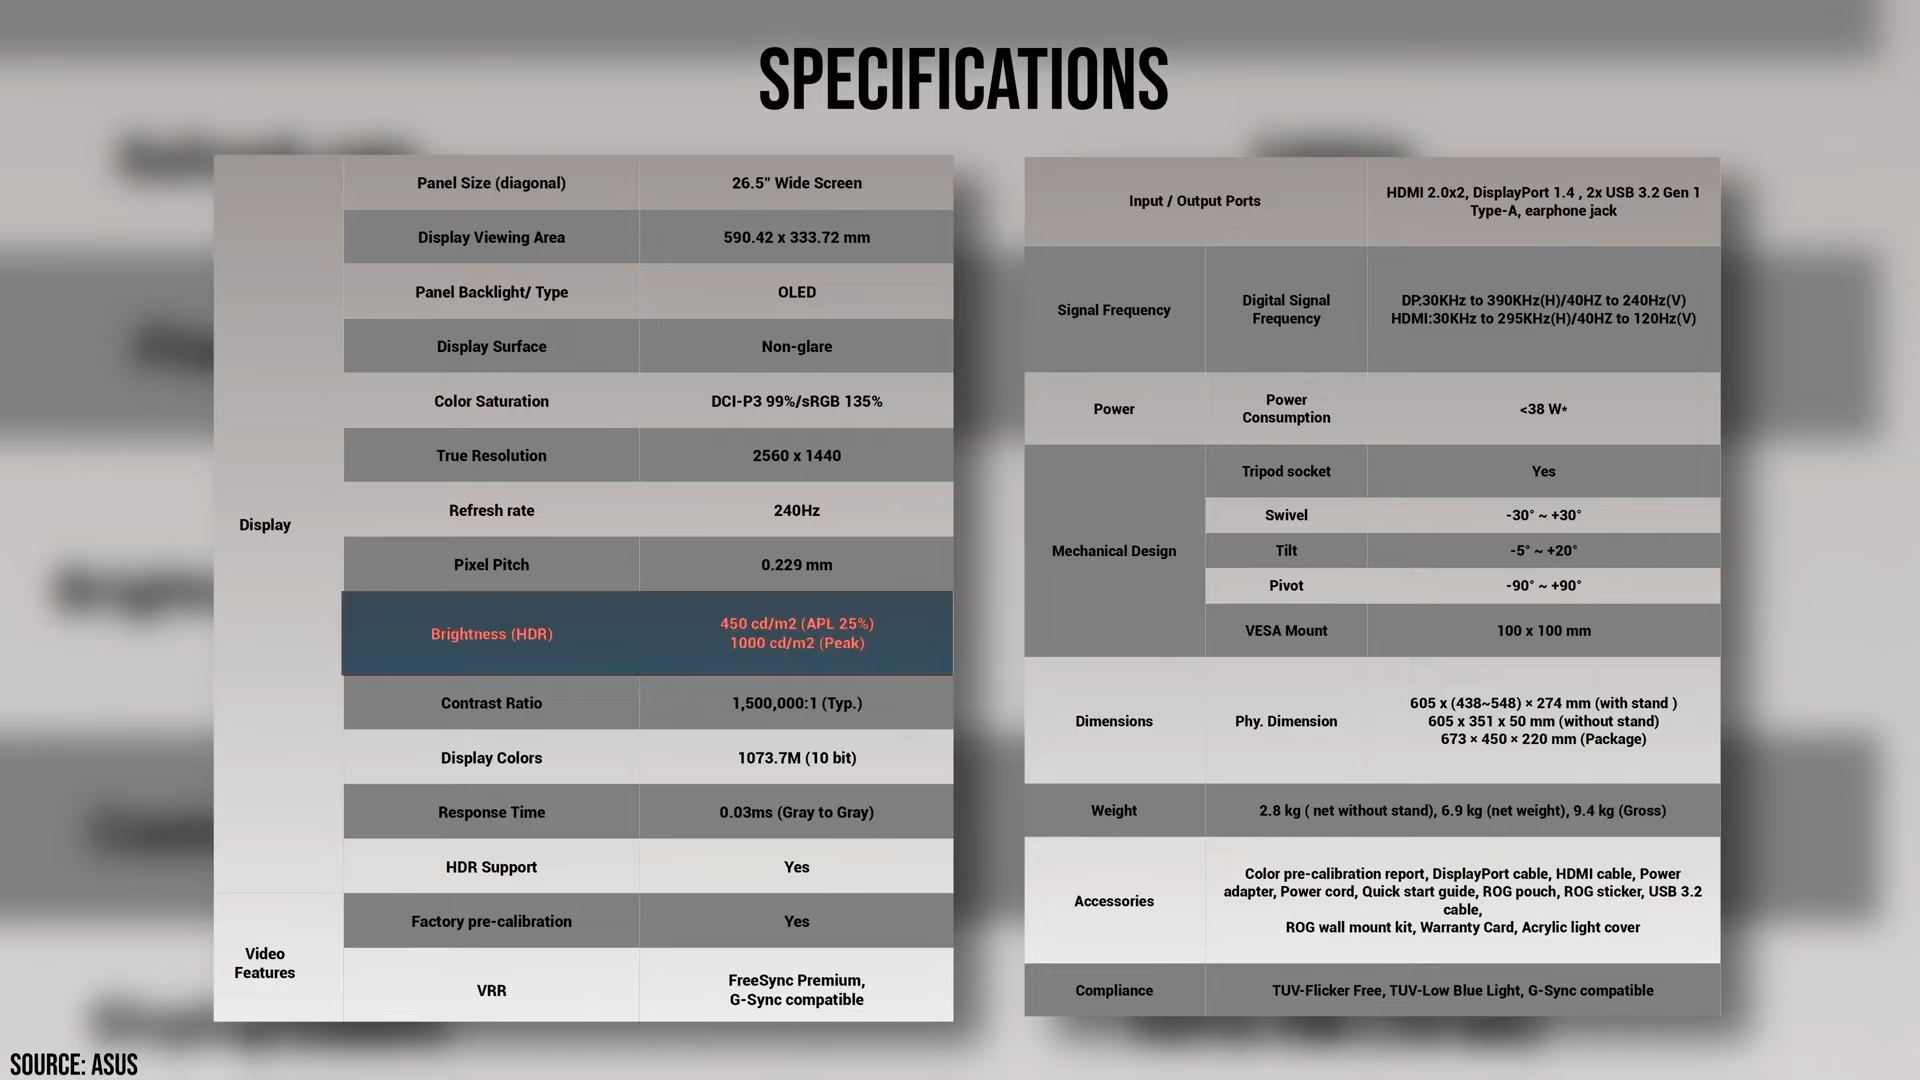 SPECIFICATIONS
Display
Panel Size (diagonal)
26.5” Wide Screen
Display Viewing Area
590.42 x 333.72 mm
Panel Backlight/ Type
OLED
Display Surface
Non-glare
Color Saturation
DCI-P3 99%/sRGB 135%
True Resolution
2560 x 1440
Refresh rate
240Hz
Pixel Pitch
0.229 mm
Brightness (HDR)
450 cd/m2 (APL 25%)
1000 cd/m2 (Peak)
Contrast Ratio
1,500,000:1 (Typ.)
Display Colors
1073.7M (10 bit)
Response Time
0.03ms (Gray to Gray)
HDR Support
Yes
Video
Features
Factory pre-calibration
Yes
VRR
FreeSync Premium,
G-Sync compatible
Input / Output Ports
HDMI 2.0x2, DisplayPort 1.4 , 2x USB 3.2 Gen 1
Type-A, earphone jack
Signal Frequency
Digital Signal
Frequency
DP:30KHz to 390KHz(H)/40HZ to 240Hz(V)
HDMI:30KHz to 295KHz(H)/40HZ to 120Hz(V)
Power
Power
Consumption
<38 W*
Mechanical Design
Tripod socket
Yes
Swivel
-30° ~ +30°
Tilt
-5° ~ +20°
Pivot
-90° ~ +90°
VESA Mount
100 x 100 mm
Dimensions
Phy. Dimension
605 x (438~548) × 274 mm (with stand )
605 x 351 x 50 mm (without stand)
673 × 450 × 220 mm (Package)
Weight
2.8 kg ( net without stand), 6.9 kg (net weight), 9.4 kg (Gross)
Accessories
Color pre-calibration report, DisplayPort cable, HDMI cable, Power
adapter, Power cord, Quick start guide, ROG pouch, ROG sticker, USB 3.2
cable,
ROG wall mount kit, Warranty Card, Acrylic light cover
Compliance
TUV-Flicker Free, TUV-Low Blue Light, G-Sync compatible
SOURCE: ASUS